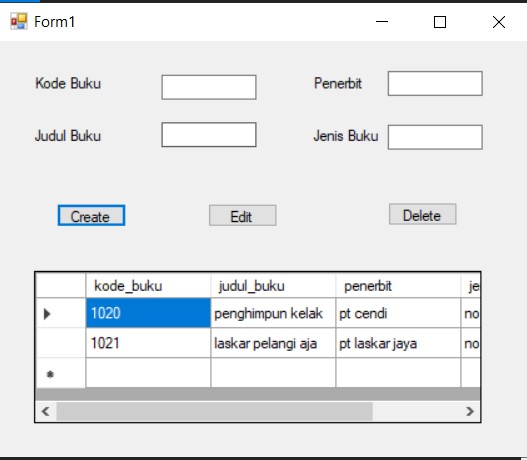 Form1
Kode Buku Penerbit
Judul Buku Jenis Buku
Create Edit Delete
kode_buku judul_buku penerbit je
1020 penghimpun kelak pt cendi no
1021 laskar pelangi aja pt laskar jaya no